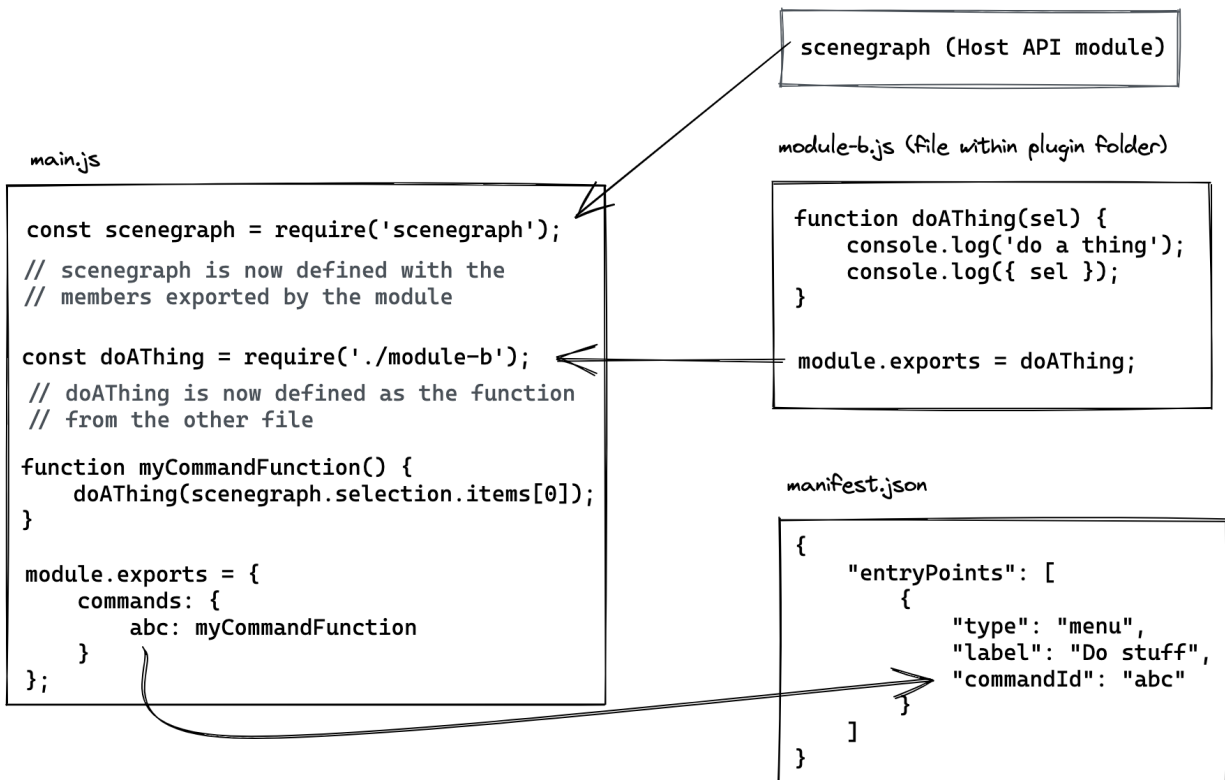 scenegraph (Host API module)
main.js
const scenegraph = require('scenegraph');
// scenegraph is now defined with the
// members exported by the module
const doAThing = require('./module-b');
// doAThing is now defined as the function
// from the other file
function myCommandFunction() {
    doAThing(scenegraph.selection.items[0]);
}
module.exports = {
    commands: {
        abc: myCommandFunction
    }
};
module-b.js (file within plugin folder)
function doAThing(sel) {
    console.log('do a thing');
    console.log({ sel });
}
module.exports = doAThing;
manifest.json
{
    "entryPoints": [
        {
            "type": "menu",
            "label": "Do stuff",
            "commandId": "abc"
        }
    ]
}